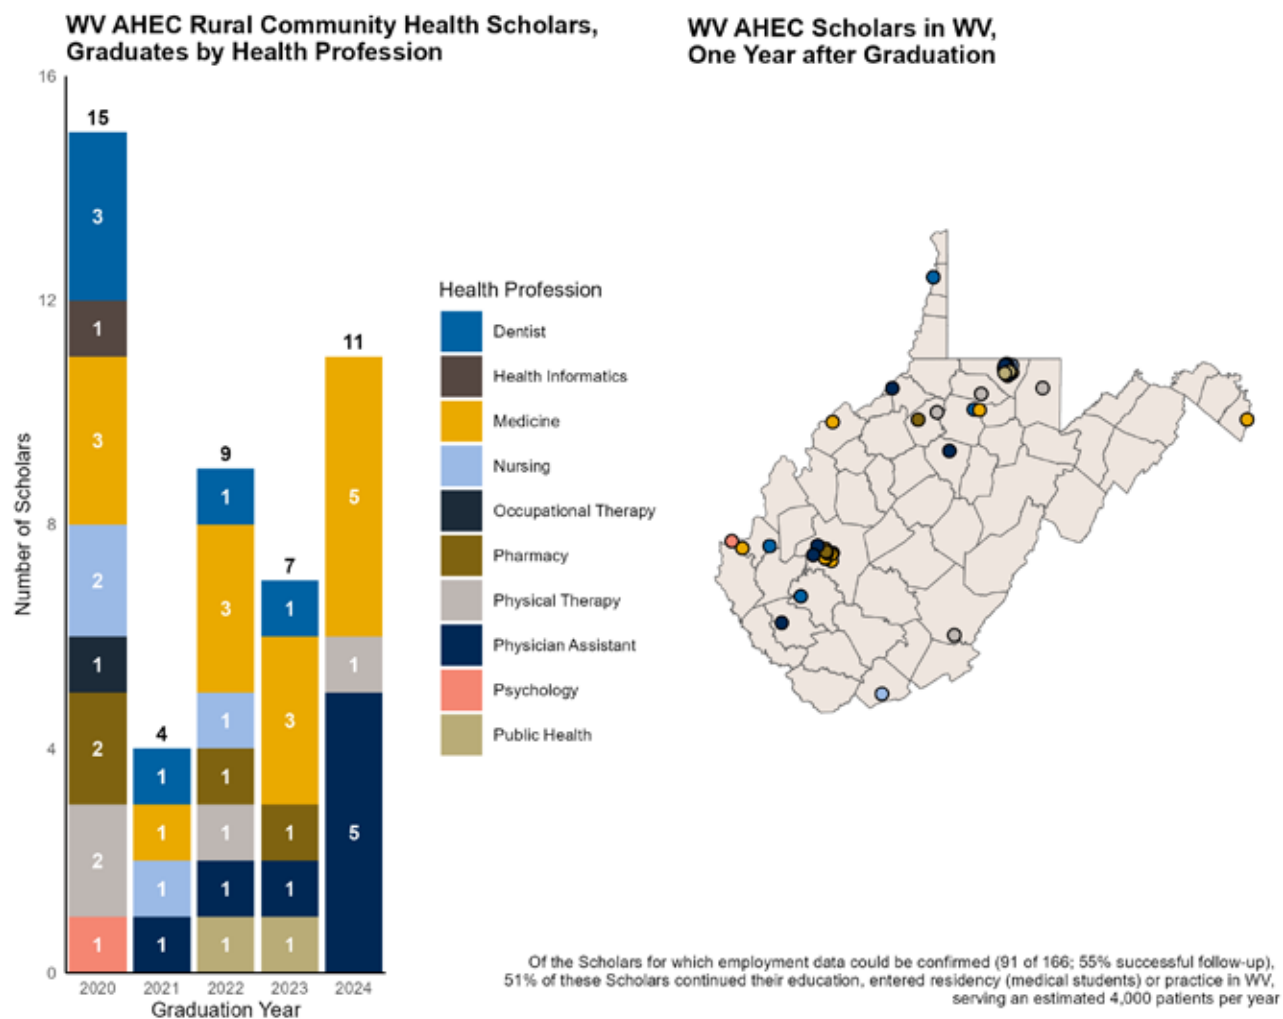 WV AHEC Rural Community Health Scholars,
Graduates by Health Profession
16
12
8
4
0
Number of Scholars
15
3
1
3
2
1
2
2
1
4
1
1
1
1
9
1
3
1
1
1
1
1
7
1
3
1
1
1
11
5
1
5
2020
2021
2022
2023
2024
Graduation Year
Health Profession
Dentist
Health Informatics
Medicine
Nursing
Occupational Therapy
Pharmacy
Physical Therapy
Physician Assistant
Psychology
Public Health
WV AHEC Scholars in WV,
One Year after Graduation
Of the Scholars for which employment data could be confirmed (91 of 166; 55% successful follow-up),
51% of these Scholars continued their education, entered residency (medical students) or practice in WV,
serving an estimated 4,000 patients per year